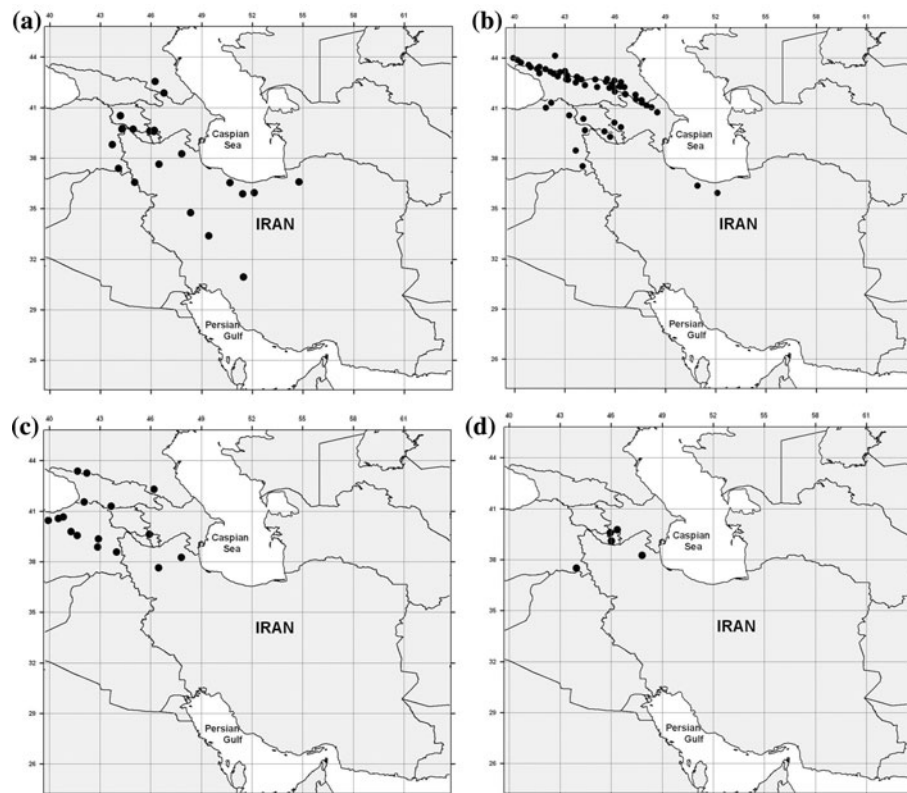 (a)
40 43 46 49 52 55 58 61
44
41
38
35
32
29
26
Caspian
Sea
IRAN
Persian
Gulf
(b)
40 43 46 49 52 55 58 61
44
41
38
35
32
29
26
Caspian
Sea
IRAN
Persian
Gulf
(c)
40 43 46 49 52 55 58 61
44
41
38
35
32
29
26
Caspian
Sea
IRAN
Persian
Gulf
(d)
40 43 46 49 52 55 58 61
44
41
38
35
32
29
26
Caspian
Sea
IRAN
Persian
Gulf